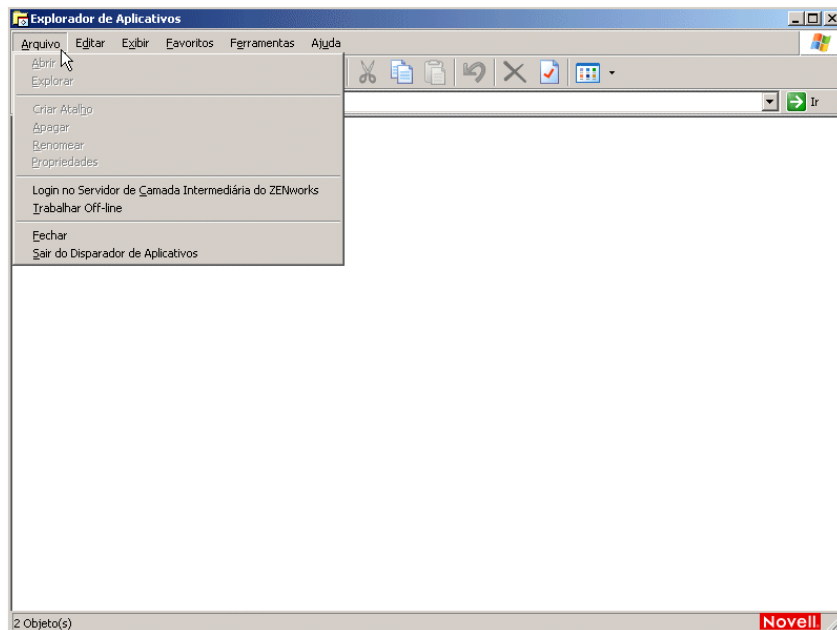 Explorador de Aplicativos
Arquivo Editar Exibir Favoritos Ferramentas Ajuda
Abrir
Explorar
Criar Atalho
Apagar
Renomear
Propriedades
Login no Servidor de Camada Intermediária do ZENworks
Trabalhar Off-line
Fechar
Sair do Disparador de Aplicativos
Ir
2 Objeto(s)
Novell.